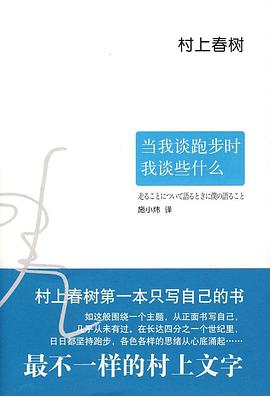 村上春树
当我谈跑步时
我谈些什么
走ることについて語るときに僕の語ること
施小炜 译
村上春树第一本只写自己的书
如这般围绕一个主题，从正面书写自己，
几乎从未有过。在长达四分之一个世纪里，
日日都坚持跑步，各色各样的思绪从心底涌起……
最不一样的村上文字